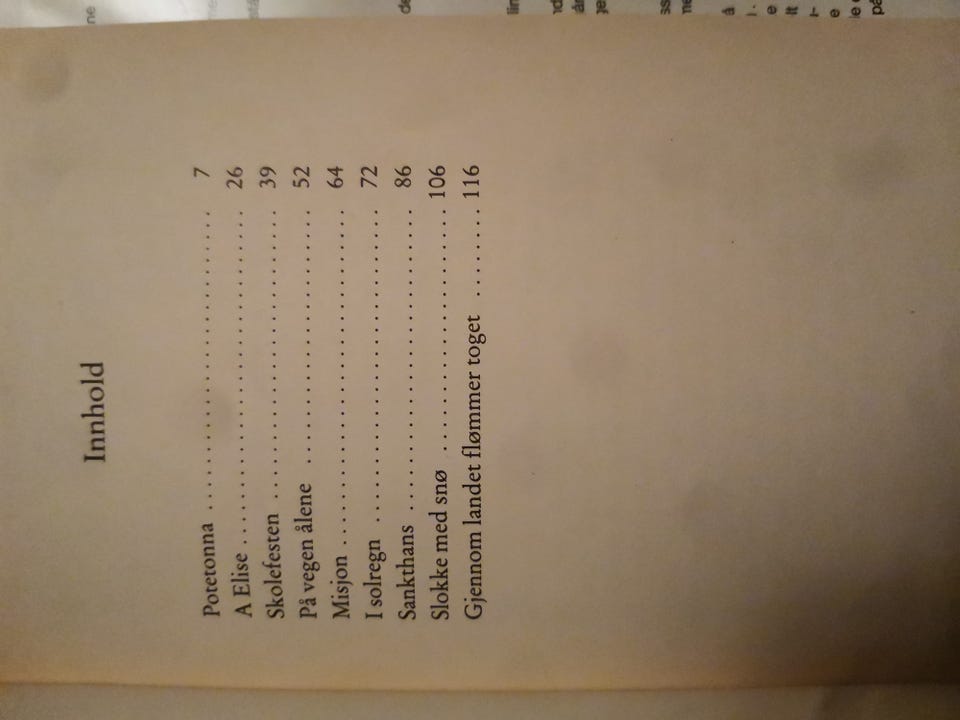 Innhold
Potetonna . . . . . . . . . . . . . . . . . . . . . . . . . . . . . 7
A Elise . . . . . . . . . . . . . . . . . . . . . . . . . . . . . . . 26
Skolefesten . . . . . . . . . . . . . . . . . . . . . . . . . . . . 39
På vegen ålene . . . . . . . . . . . . . . . . . . . . . . . . 52
Misjon . . . . . . . . . . . . . . . . . . . . . . . . . . . . . . . 64
I solregn . . . . . . . . . . . . . . . . . . . . . . . . . . . . . 72
Sankthans . . . . . . . . . . . . . . . . . . . . . . . . . . . . 86
Slokke med snø . . . . . . . . . . . . . . . . . . . . . . . 106
Gjennom landet flømmer toget . . . . . . . . 116